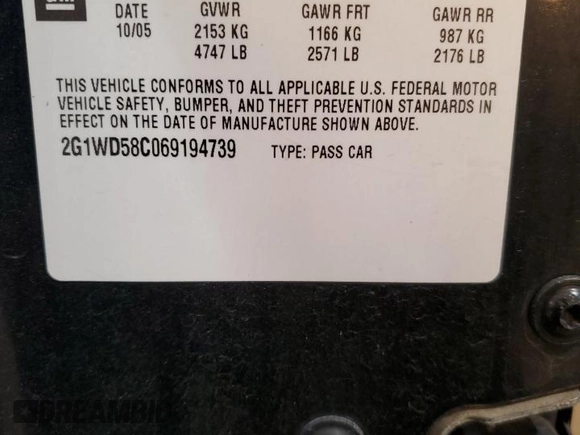 GM
DATE GVWR GAWR FRT GAWR RR
10/05 2153 KG 1166 KG 987 KG
4747 LB 2571 LB 2176 LB
THIS VEHICLE CONFORMS TO ALL APPLICABLE U.S. FEDERAL MOTOR
VEHICLE SAFETY, BUMPER, AND THEFT PREVENTION STANDARDS IN
EFFECT ON THE DATE OF MANUFACTURE SHOWN ABOVE.
2G1WD58C069194739 TYPE: PASS CAR
DREAMBID